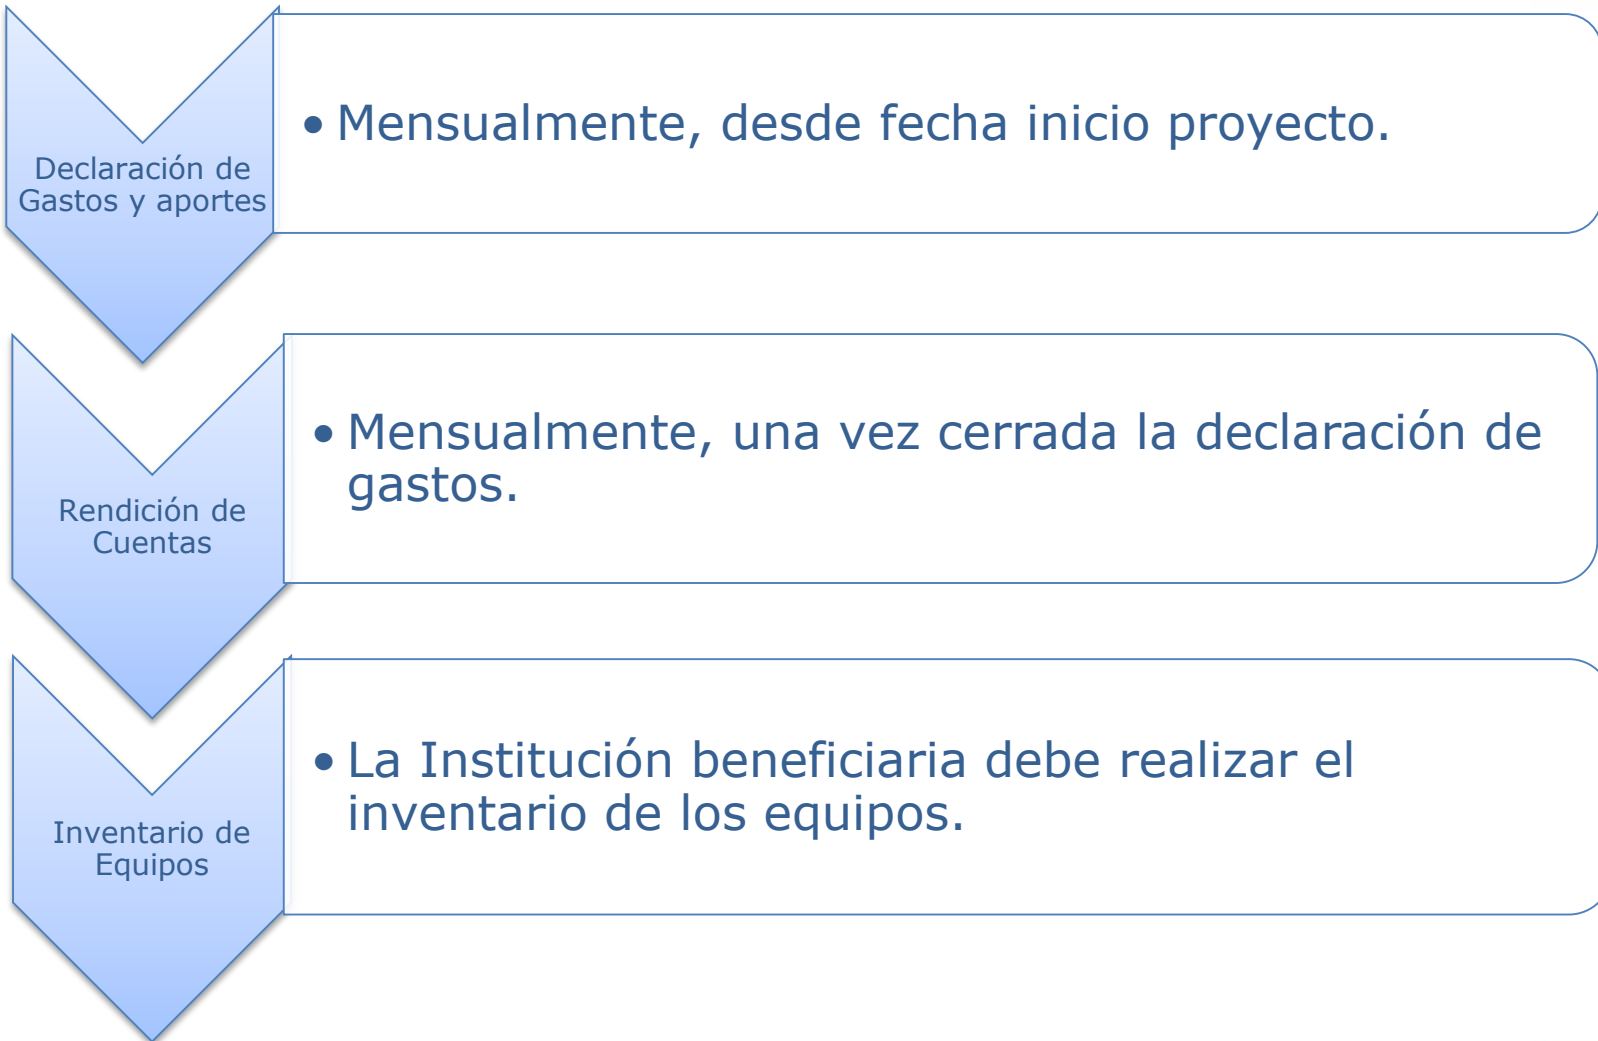 Declaración de
Gastos y aportes
• Mensualmente, desde fecha inicio proyecto.
Rendición de
Cuentas
• Mensualmente, una vez cerrada la declaración de
gastos.
Inventario de
Equipos
• La Institución beneficiaria debe realizar el
inventario de los equipos.